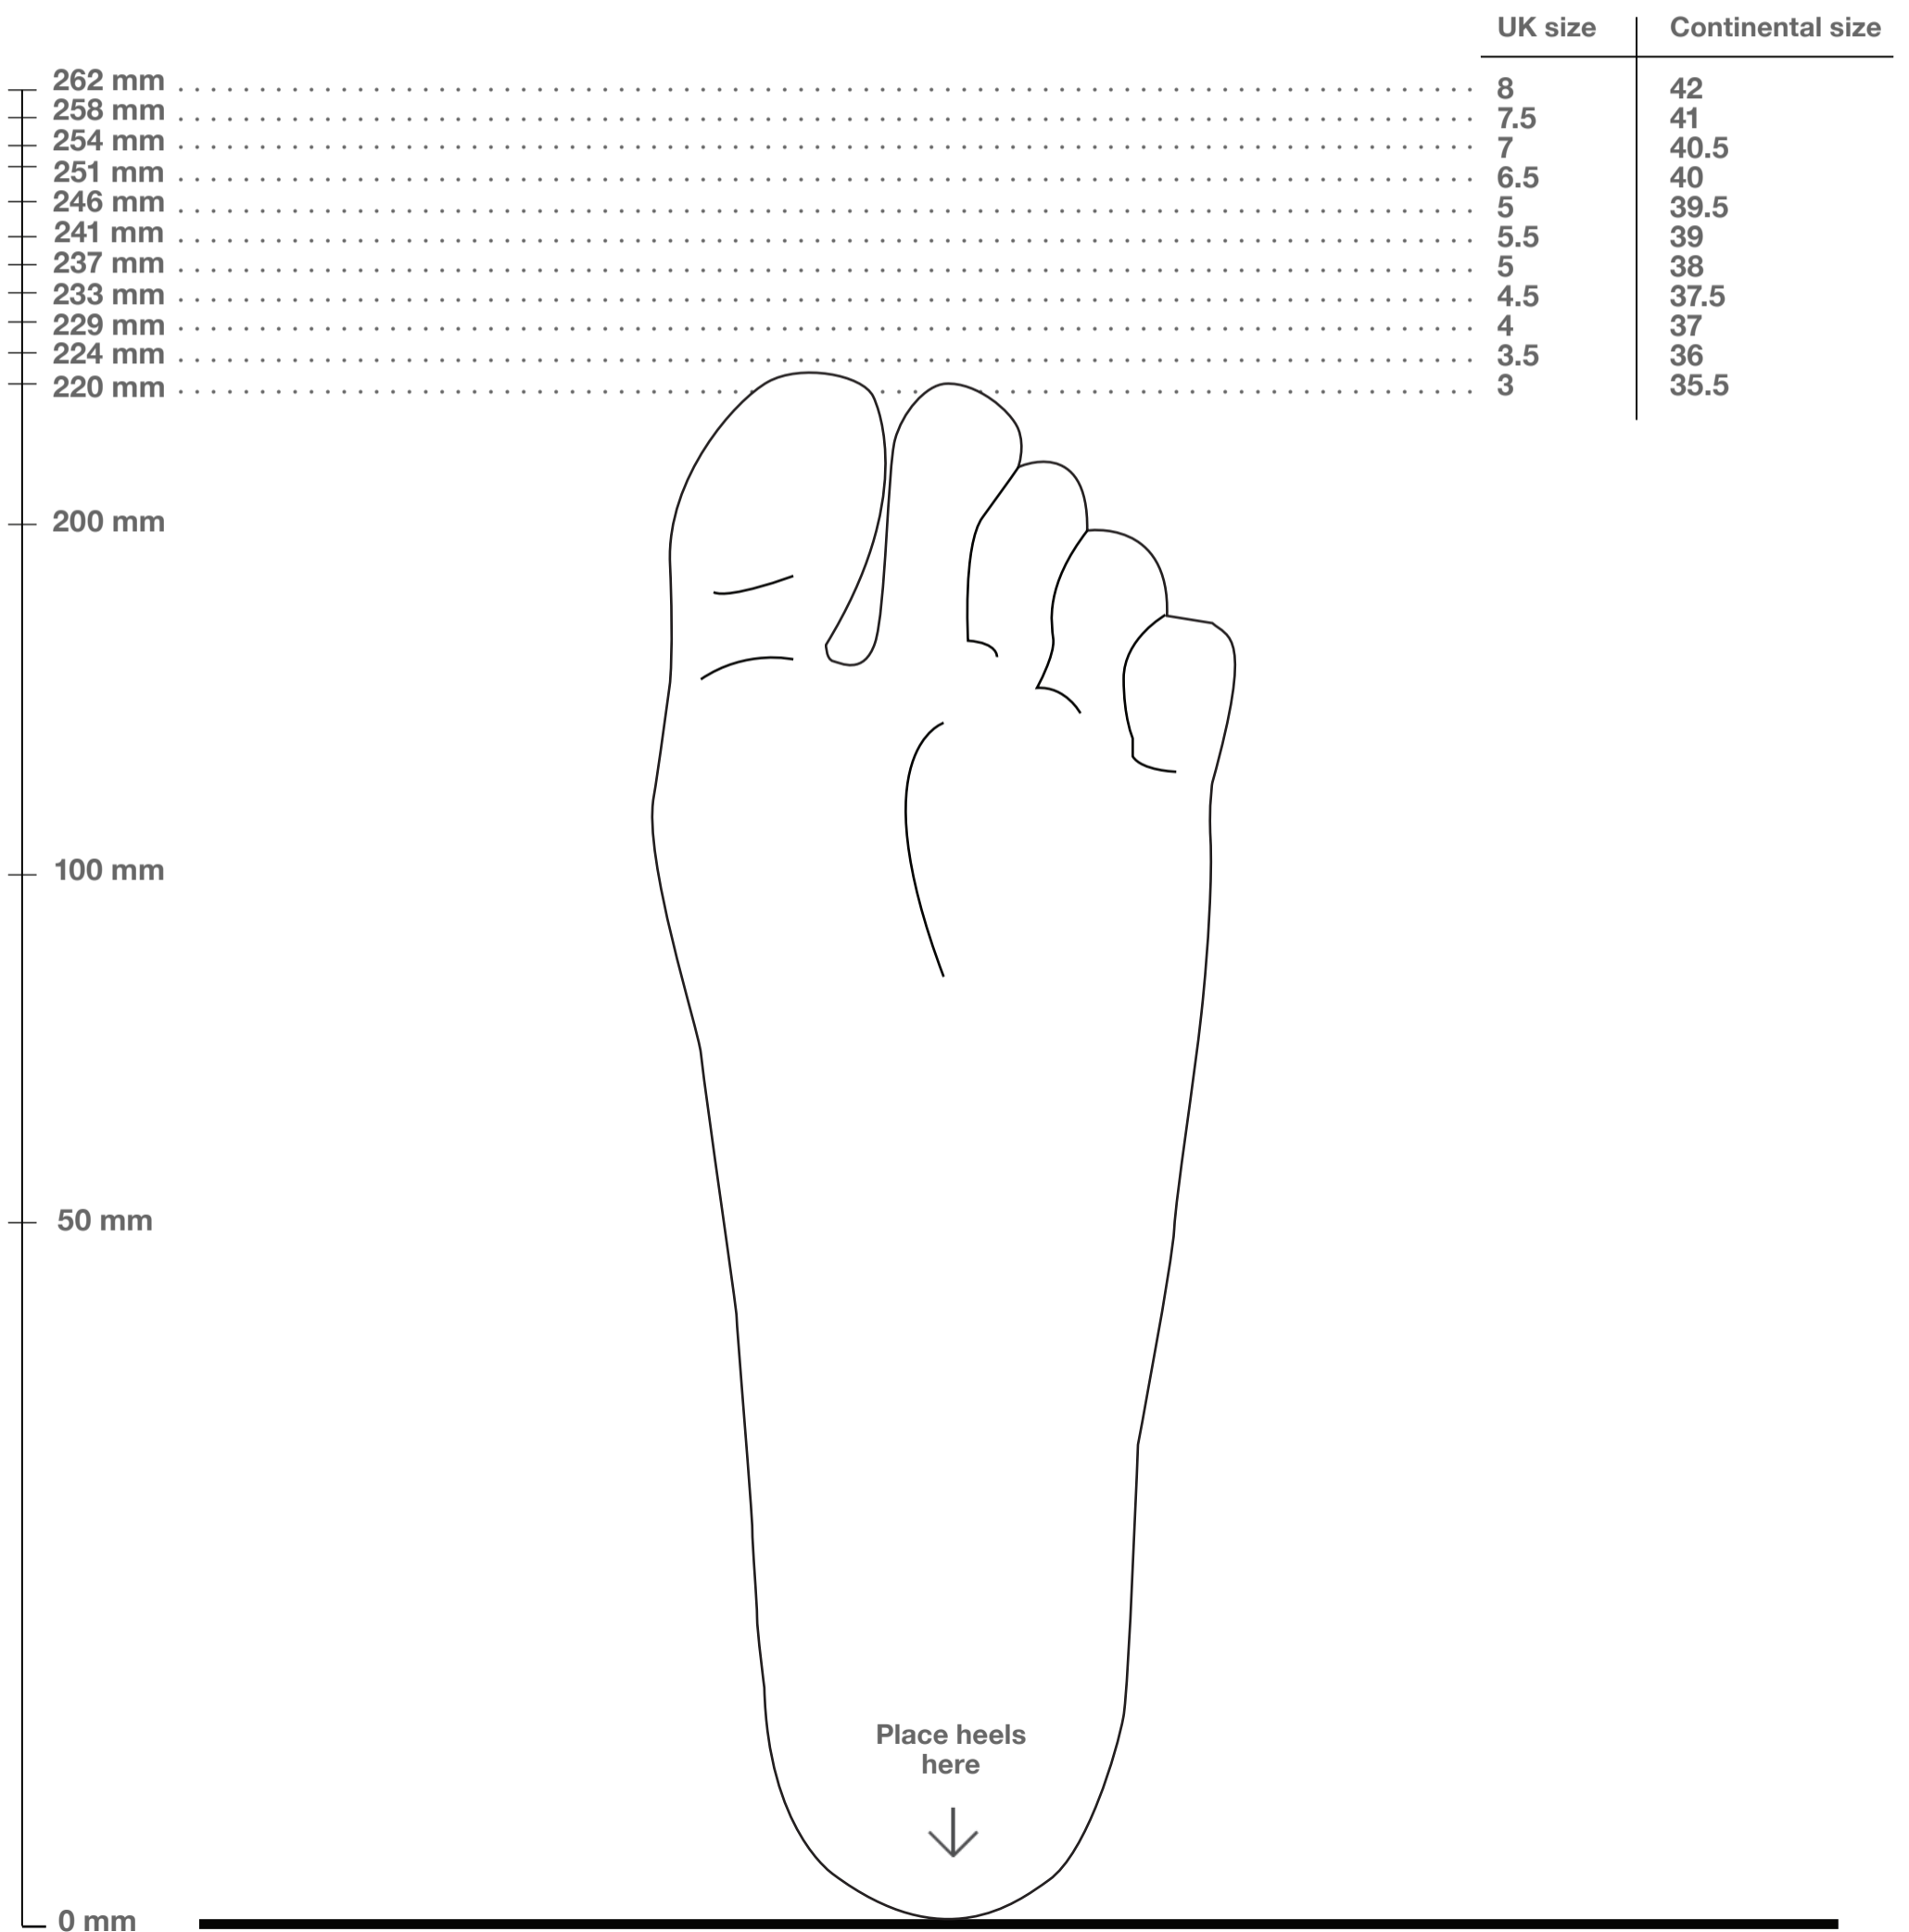 UK size Continental size
262 mm 8 42
258 mm 7.5 41
254 mm 7 40.5
251 mm 6.5 40
246 mm 5 39.5
241 mm 5.5 39
237 mm 5 38
233 mm 4.5 37.5
229 mm 4 37
224 mm 3.5 36
220 mm 3 35.5
200 mm
100 mm
50 mm
Place heels
here
0 mm